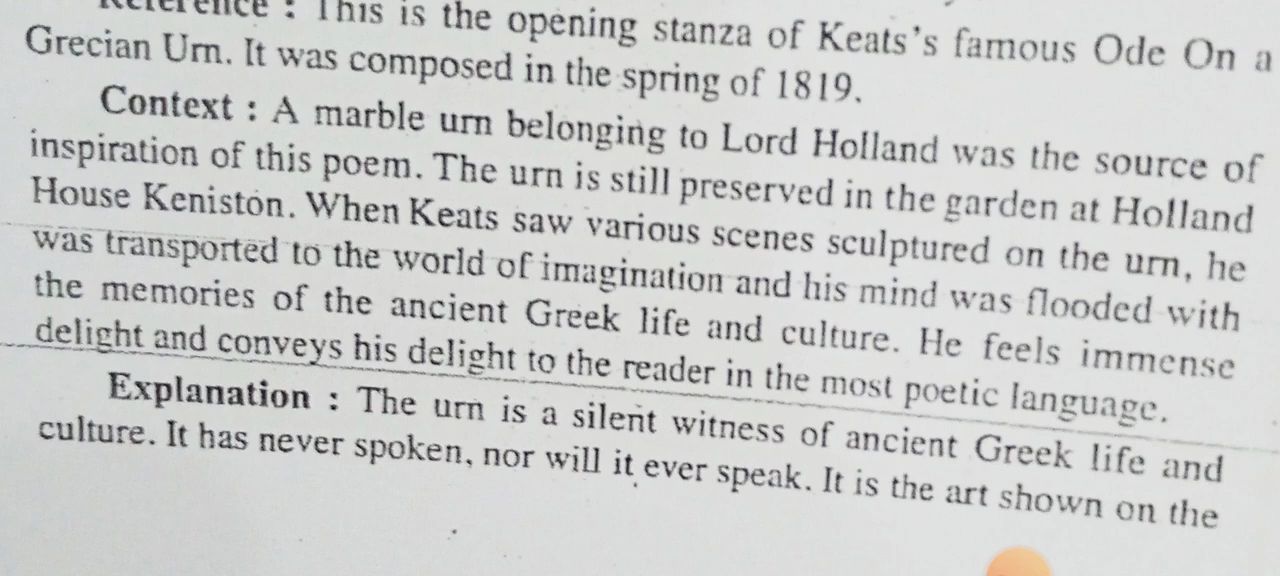 Reference : This is the opening stanza of Keats's famous Ode On a
Grecian Urn. It was composed in the spring of 1819.
Context : A marble urn belonging to Lord Holland was the source of
inspiration of this poem. The urn is still preserved in the garden at Holland
House Keniston. When Keats saw various scenes sculptured on the urn, he
was transported to the world of imagination and his mind was flooded with
the memories of the ancient Greek life and culture. He feels immense
delight and conveys his delight to the reader in the most poetic language.
Explanation : The urn is a silent witness of ancient Greek life and
culture. It has never spoken, nor will it ever speak. It is the art shown on the